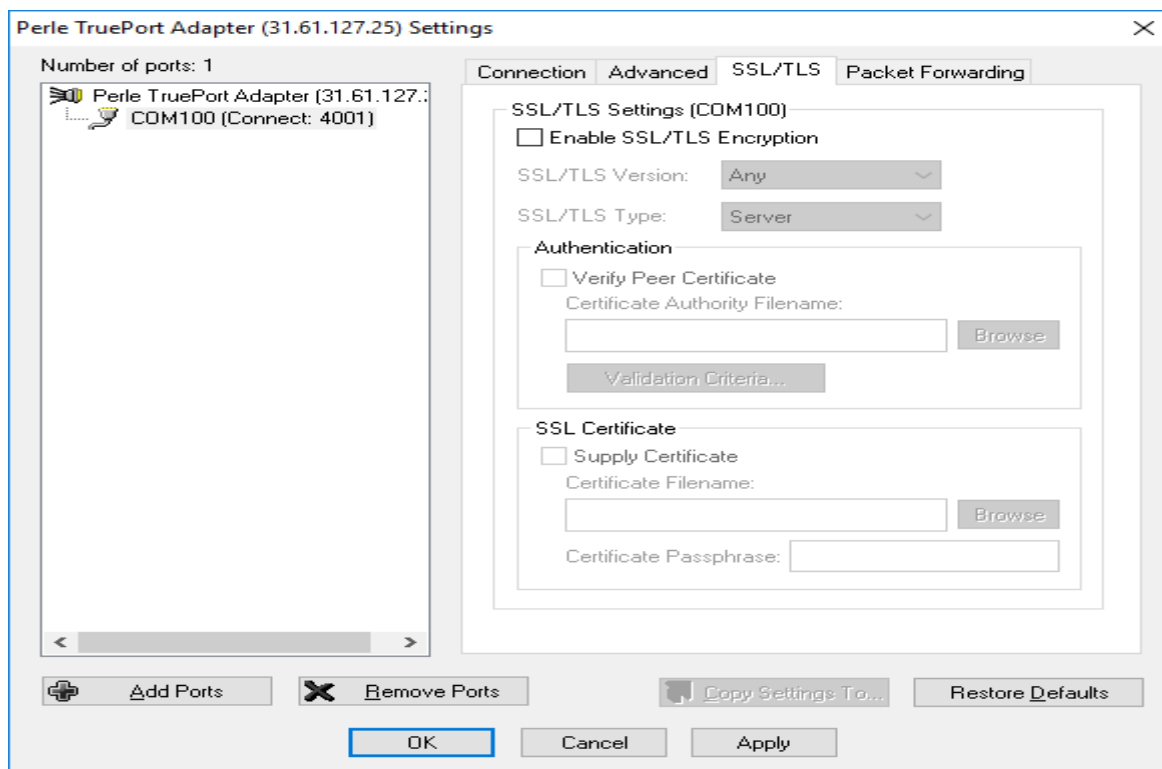 Perle TruePort Adapter (31.61.127.25) Settings
Number of ports: 1
Perle TruePort Adapter (31.61.127.:
COM100 (Connect: 4001)
Connection Advanced SSL/TLS Packet Forwarding
SSL/TLS Settings (COM100)
Enable SSL/TLS Encryption
SSL/TLS Version: Any
SSL/TLS Type: Server
Authentication
Verify Peer Certificate
Certificate Authority Filename:
Browse
Validation Criteria...
SSL Certificate
Supply Certificate
Certificate Filename:
Browse
Certificate Passphrase:
Add Ports Remove Ports Copy Settings To... Restore Defaults
OK Cancel Apply